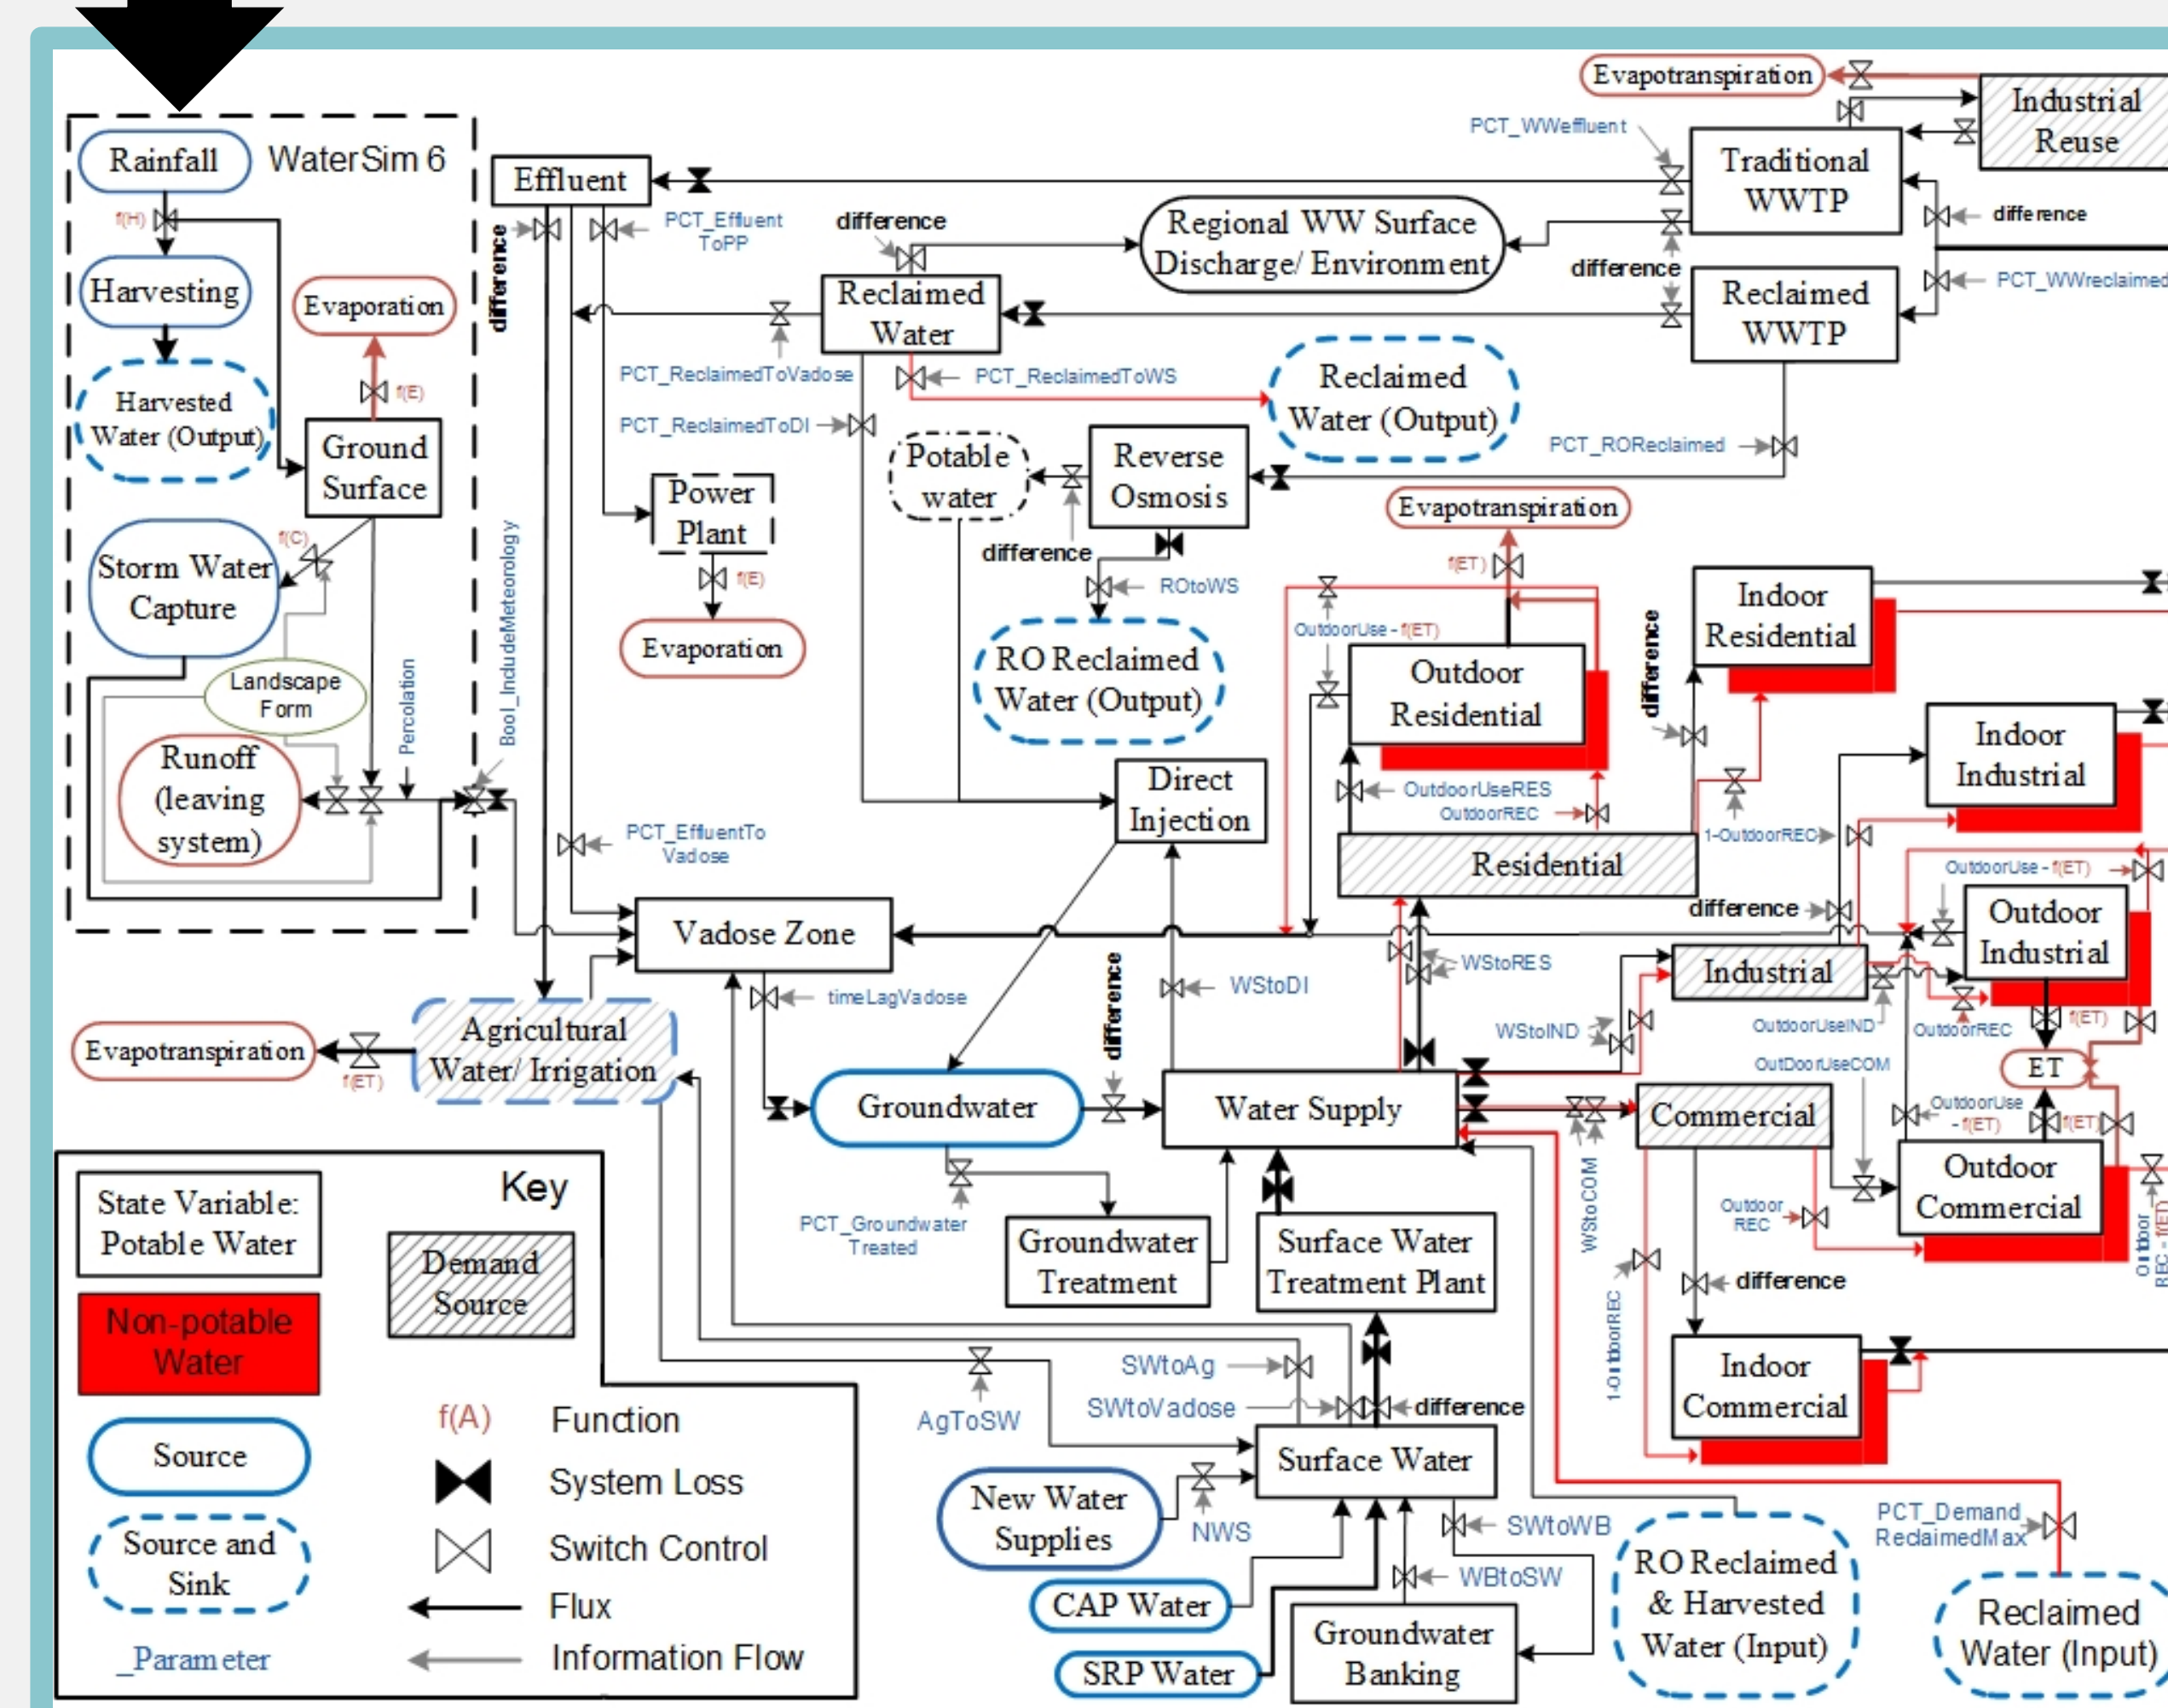 Rainfall
WaterSim 6
f(H)
Harvesting
Evaporation
Harvested
Water (Output)
f(E)
Ground
Surface
f(C)
Storm Water
Capture
Landscape
Form
Percolation
Bool_IncludeMeteorology
Runoff
(leaving
system)
Effluent
difference
PCT_Effluent
ToPP
difference
Reclaimed
Water
Regional WW Surface
Discharge/ Environment
PCT_WWeffluent
Evapotranspiration
Industrial
Reuse
Traditional
WWTP
difference
difference
PCT_WWreclaimed
Reclaimed
WWTP
PCT_ReclaimedToVadose
PCT_ReclaimedToWS
PCT_ReclaimedToDI
Reclaimed
Water (Output)
PCT_ROReclaimed
Potable
water
Reverse
Osmosis
difference
ROtoWS
Power
Plant
f(E)
Evaporation
RO Reclaimed
Water (Output)
Evapotranspiration
f(ET)
OutdoorUse - f(ET)
Outdoor
Residential
difference
Indoor
Residential
Indoor
Industrial
OutdoorUseRES
OutdoorREC
1-OutdoorREC
Residential
Direct
Injection
PCT_EffluentTo
Vadose
Vadose Zone
timeLagVadose
difference
WStoDI
WStoRES
WStoIND
difference
OutdoorUse - f(ET)
Outdoor
Industrial
Industrial
OutdoorUseIND
OutdoorREC
f(ET)
ET
OutDoorUseCOM
OutdoorUse
- f(ET)
f(ET)
Evapotranspiration
f(ET)
Agricultural
Water/ Irrigation
Groundwater
Water Supply
Commercial
WStoCOM
Outdoor
Commercial
Outdoor
REC
Outdoor
REC - f(ET)
1-OutdoorREC
difference
Indoor
Commercial
PCT_Groundwater
Treated
Groundwater
Treatment
Surface Water
Treatment Plant
SWtoAg
SWtoVadose
difference
AgToSW
Surface Water
New Water
Supplies
NWS
SWtoWB
WBtoSW
CAP Water
SRP Water
Groundwater
Banking
RO Reclaimed
& Harvested
Water (Input)
PCT_Demand
ReclaimedMax
Reclaimed
Water (Input)
Key
State Variable:
Potable Water
Demand
Source
Non-potable
Water
Source
Source and
Sink
_Parameter
f(A)
Function
System Loss
Switch Control
Flux
Information Flow